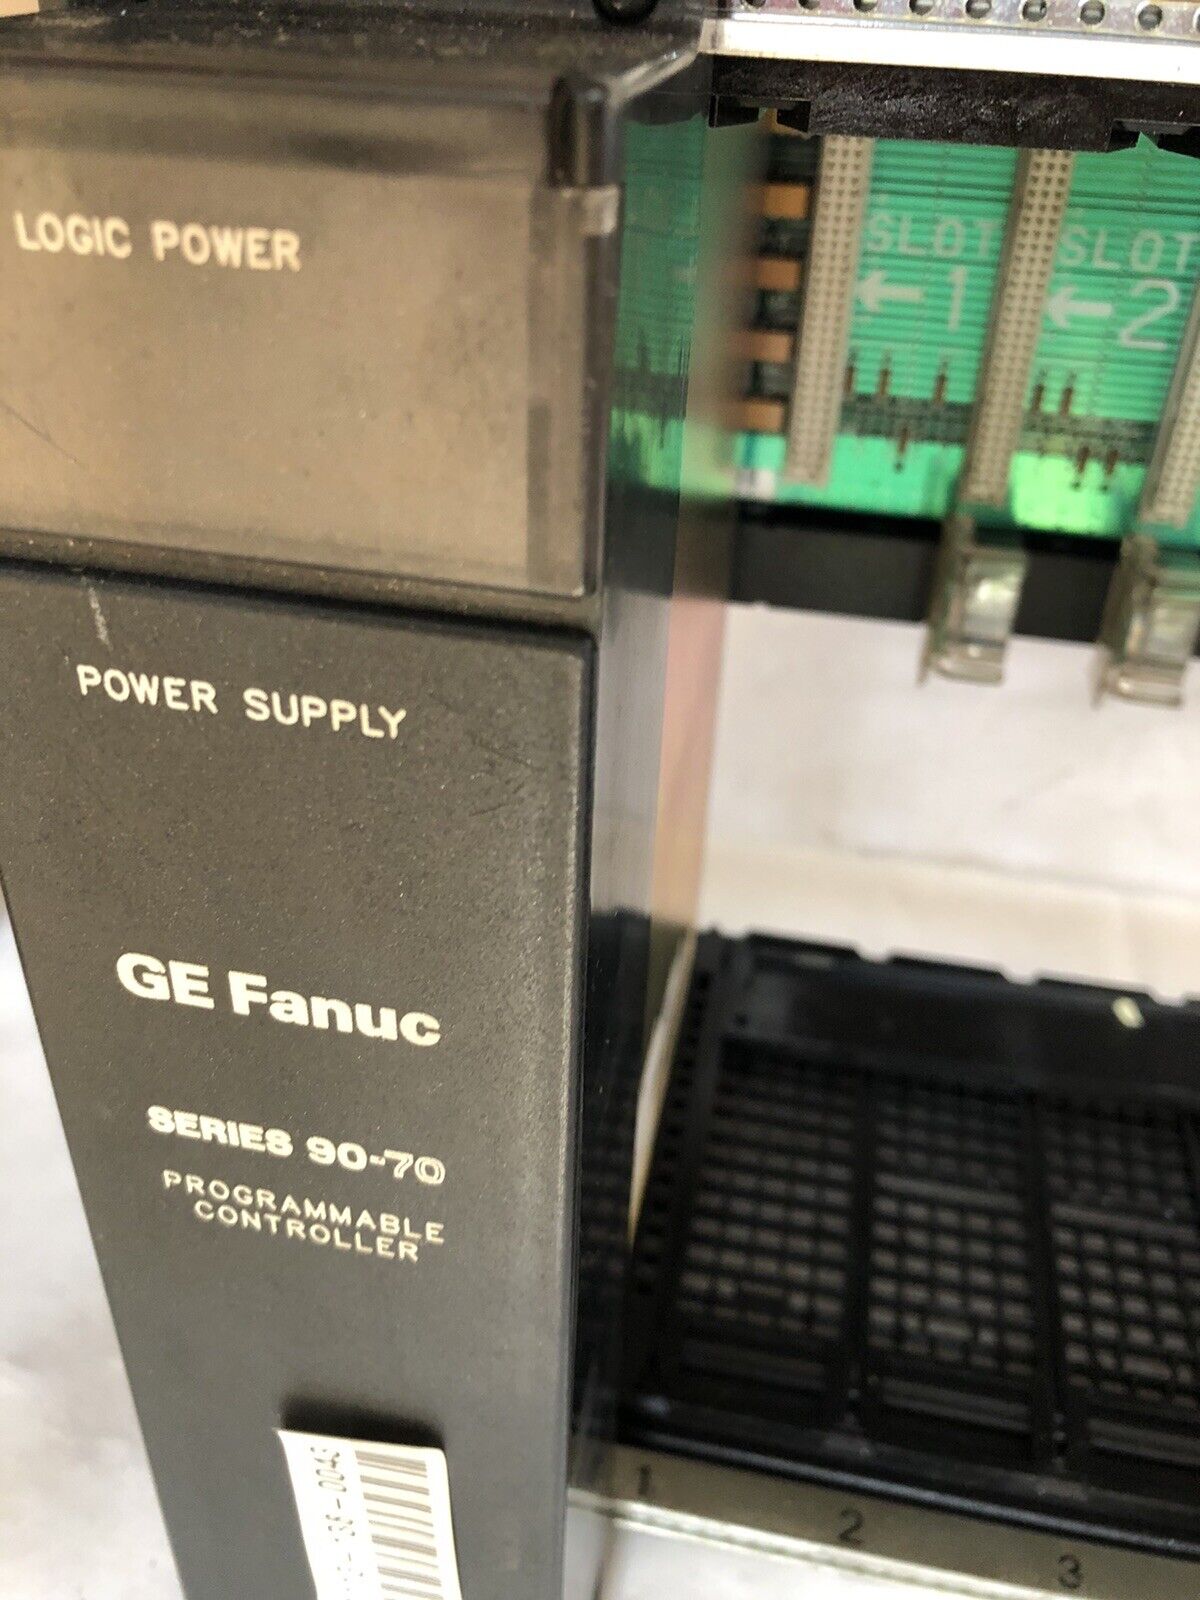 LOGIC POWER
SLOT
←1
SLOT
←2
POWER SUPPLY
GE Fanuc
SERIES 90-70
PROGRAMMABLE
CONTROLLER
1
2
3